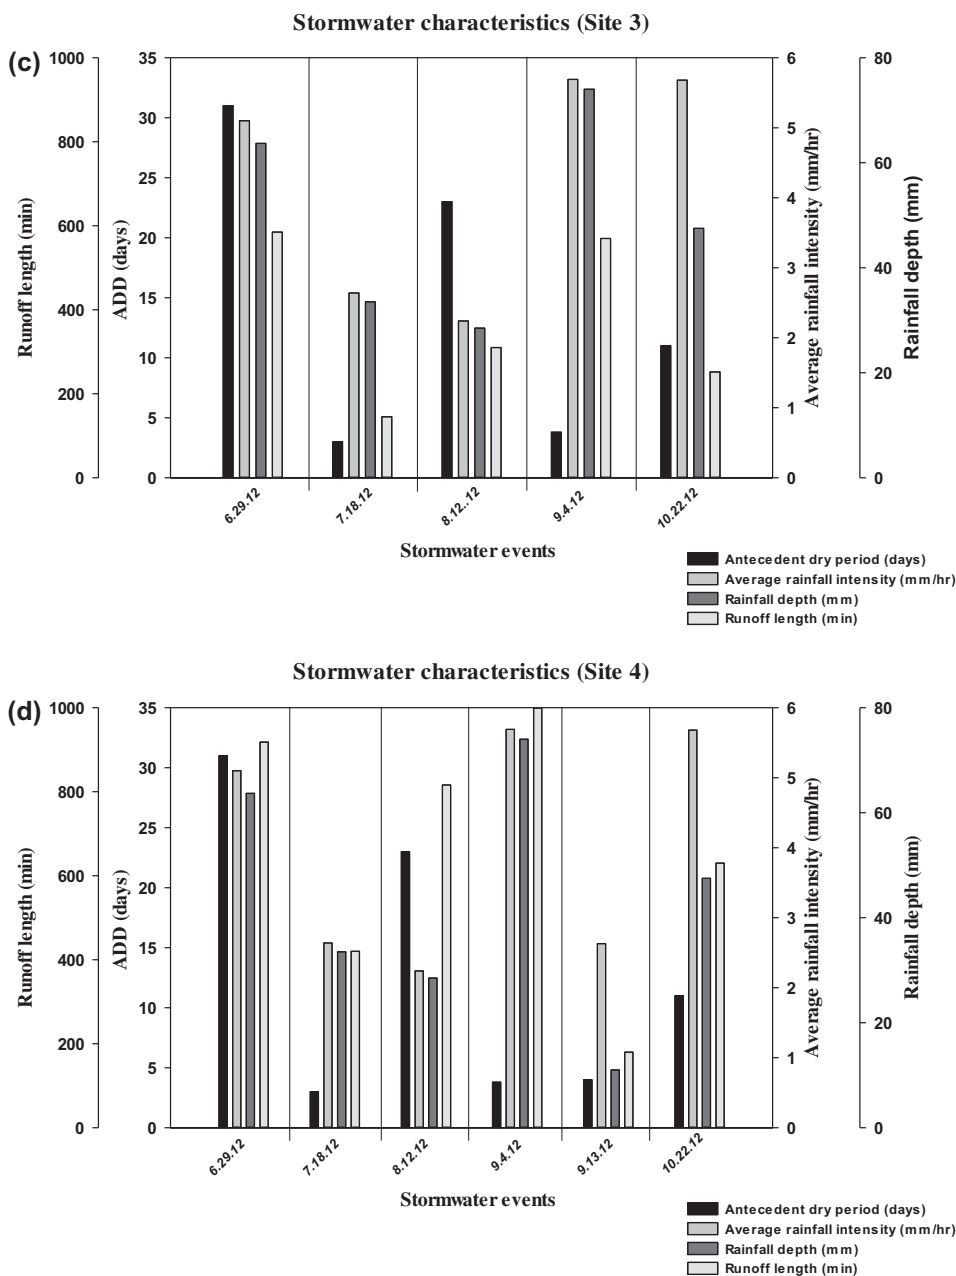 Stormwater characteristics (Site 3)
(c)
1000
800
600
400
200
0
Runoff length (min)
35
30
25
20
15
10
5
0
ADD (days)
6
5
4
3
2
1
0
Average rainfall intensity (mm/hr)
80
60
40
20
0
Rainfall depth (mm)
6.29.12
7.18.12
8.12..12
9.4.12
10.22.12
Stormwater events
Antecedent dry period (days)
Average rainfall intensity (mm/hr)
Rainfall depth (mm)
Runoff length (min)
Stormwater characteristics (Site 4)
(d)
1000
800
600
400
200
0
Runoff length (min)
35
30
25
20
15
10
5
0
ADD (days)
6
5
4
3
2
1
0
Average rainfall intensity (mm/hr)
80
60
40
20
0
Rainfall depth (mm)
6.29.12
7.18.12
8.12.12
9.4.12
9.13.12
10.22.12
Stormwater events
Antecedent dry period (days)
Average rainfall intensity (mm/hr)
Rainfall depth (mm)
Runoff length (min)